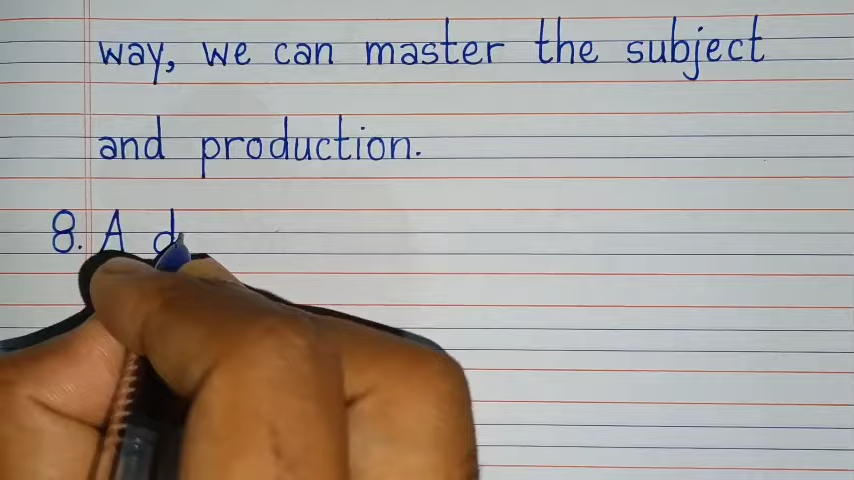 way, we can master the subject
and production.
8. A d